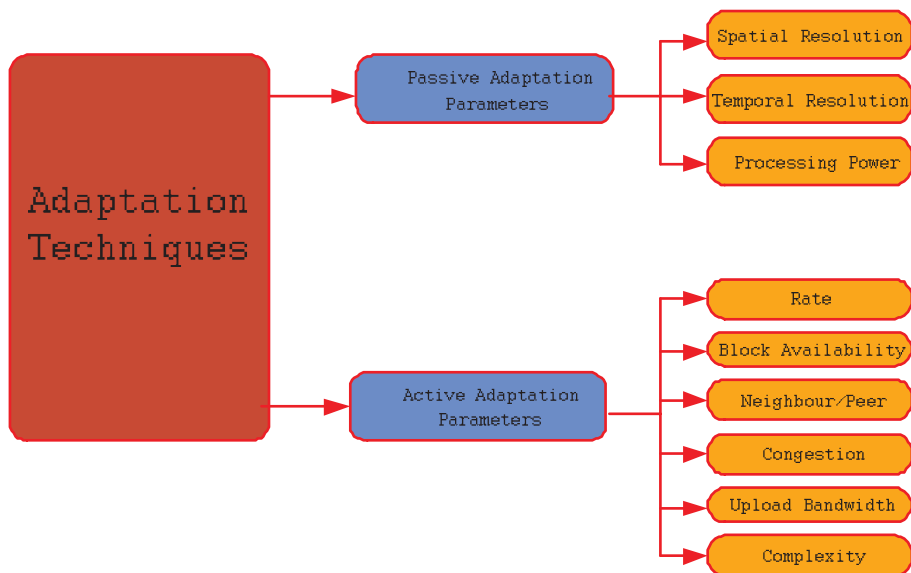 Adaptation
Techniques
Passive Adaptation
Parameters
Spatial Resolution
Temporal Resolution
Processing Power
Active Adaptation
Parameters
Rate
Block Availability
Neighbour/Peer
Congestion
Upload Bandwidth
Complexity